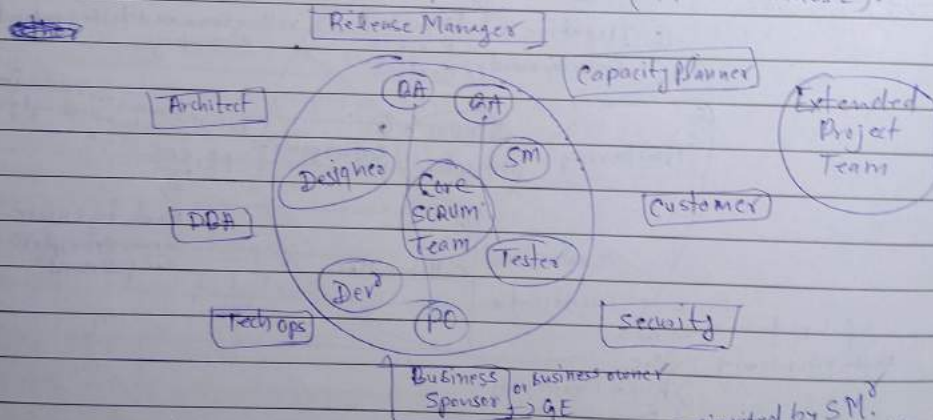 Release Manager
Capacity Planner
Architect
QA
QA
Extended
Project
Team
SM
Designer
Core
SCRUM
Team
DBA
Customer
Tester
Dev
PO
Tech ops
Security
Business
Sponsor
or business owner
→ GE
by SM